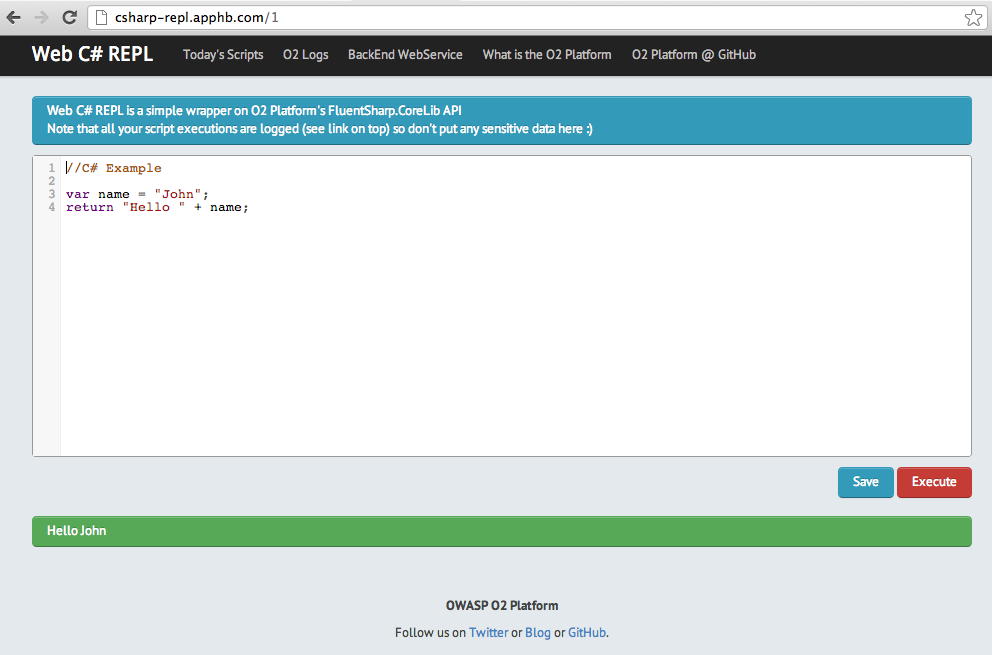 csharp-repl.apphb.com/1
Web C# REPL Today's Scripts O2 Logs BackEnd WebService What is the O2 Platform O2 Platform @ GitHub
Web C# REPL is a simple wrapper on O2 Platform's FluentSharp.CoreLib API
Note that all your script executions are logged (see link on top) so don't put any sensitive data here :)
1 //C# Example
2
3 var name = "John";
4 return "Hello " + name;
Save Execute
Hello John
OWASP O2 Platform
Follow us on Twitter or Blog or GitHub.